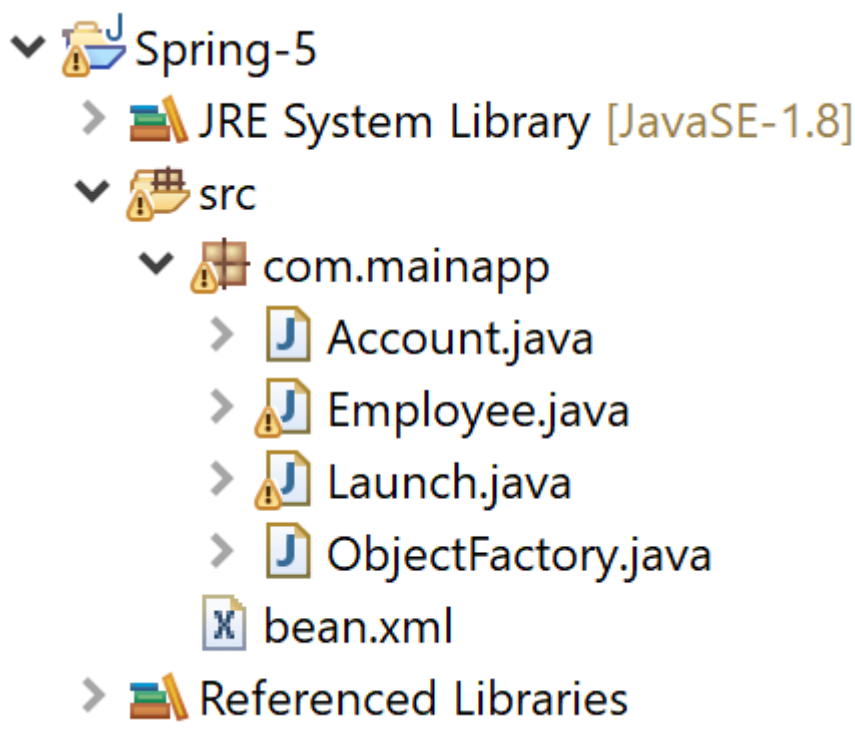 Spring-5
JRE System Library [JavaSE-1.8]
src
com.mainapp
Account.java
Employee.java
Launch.java
ObjectFactory.java
bean.xml
Referenced Libraries